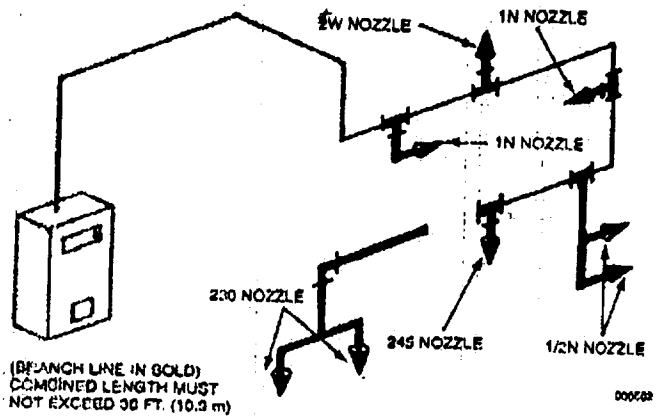 2W NOZZLE
1N NOZZLE
1N NOZZLE
230 NOZZLE
245 NOZZLE
1/2N NOZZLE
(BRANCH LINE IN BOLD)
COMBINED LENGTH MUST
NOT EXCEED FT. (m)